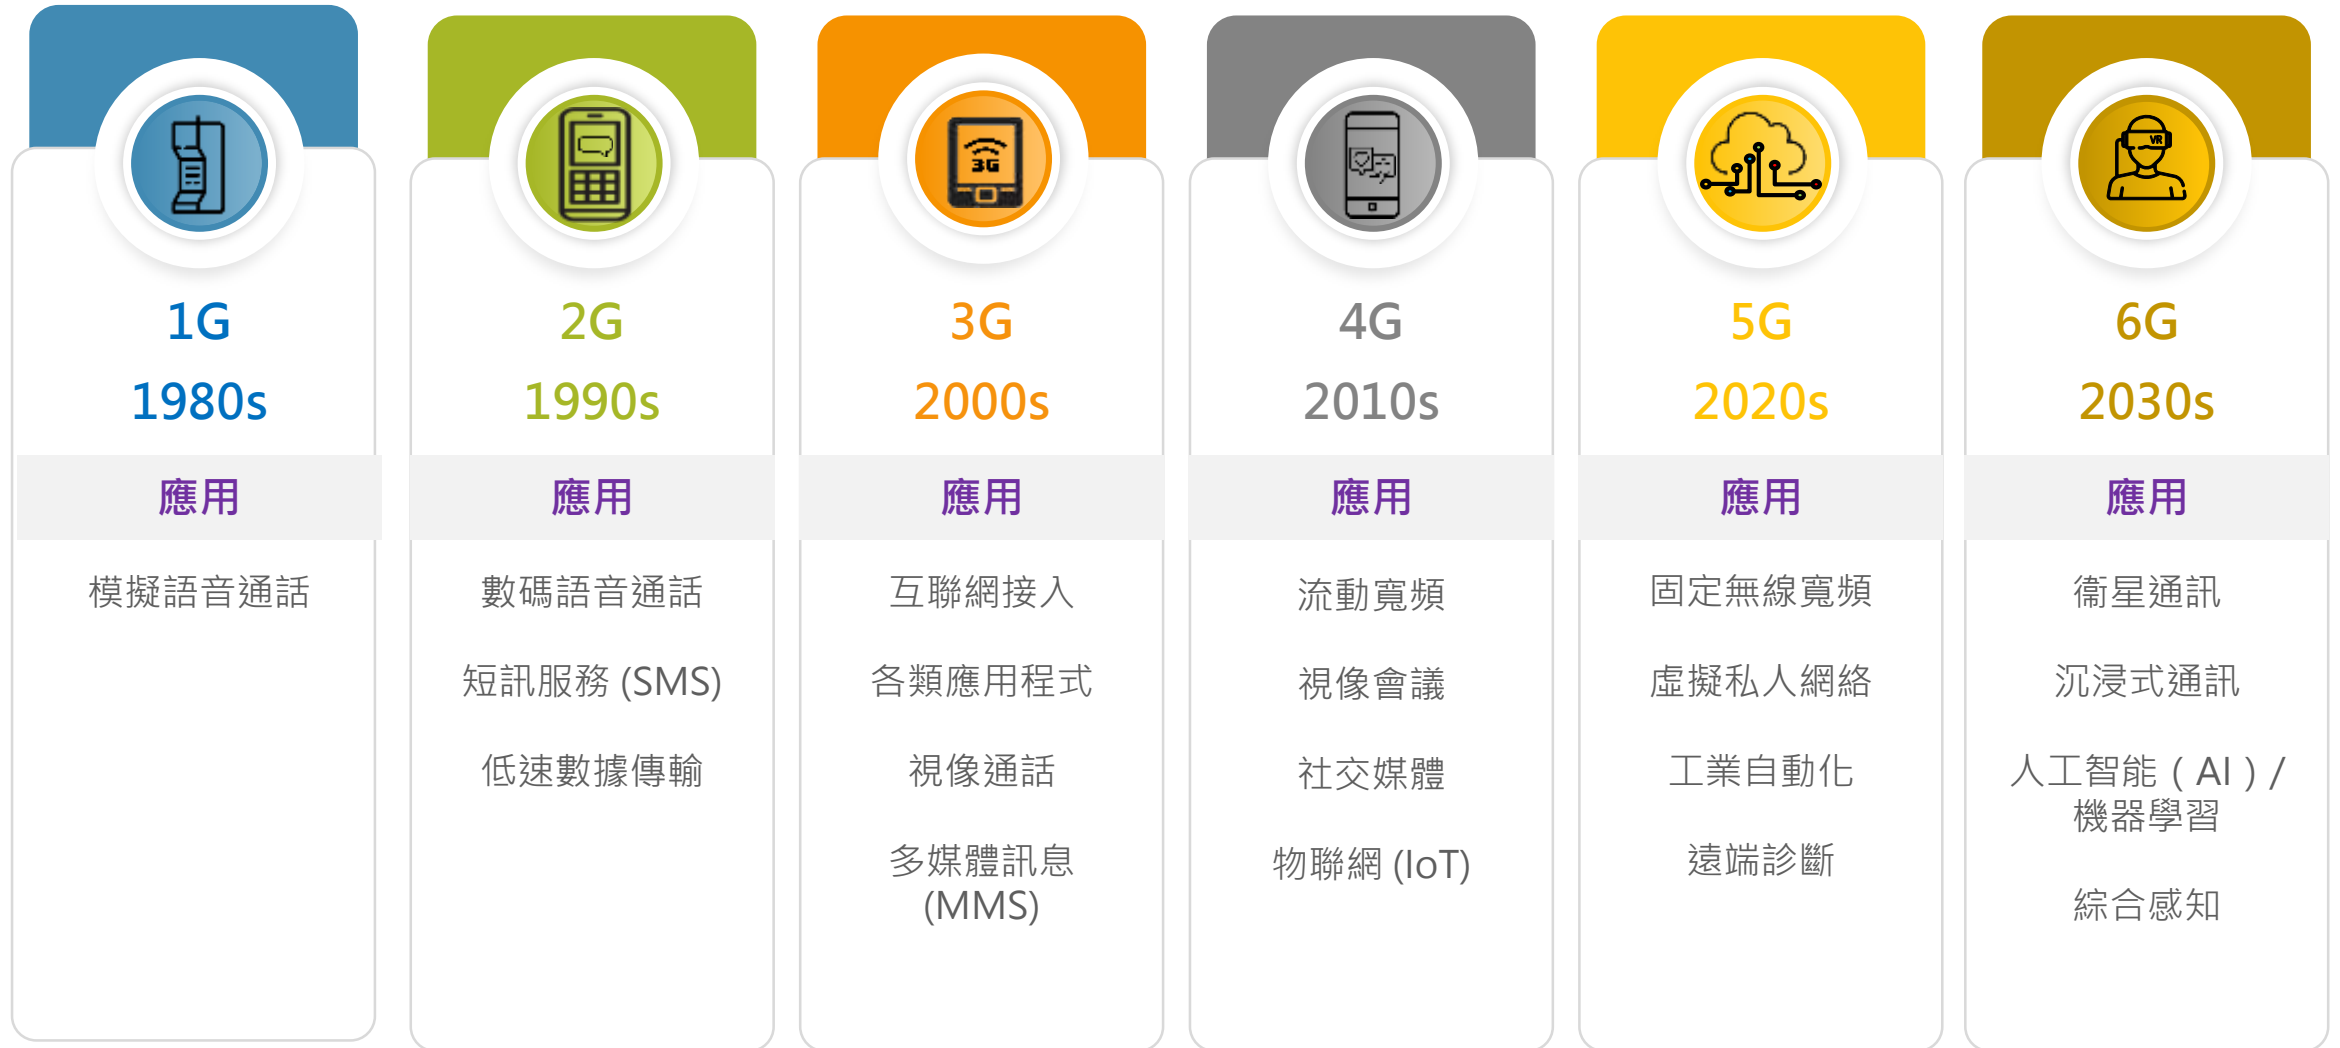 1G
1980s
應用
模擬語音通話
2G
1990s
應用
數碼語音通話
短訊服務 (SMS)
低速數據傳輸
3G
3G
2000s
應用
互聯網接入
各類應用程式
視像通話
多媒體訊息
(MMS)
4G
2010s
應用
流動寬頻
視像會議
社交媒體
物聯網 (IoT)
5G
2020s
應用
固定無線寬頻
虛擬私人網絡
工業自動化
遠端診斷
VR
6G
2030s
應用
衞星通訊
沉浸式通訊
人工智能 ( AI ) /
機器學習
綜合感知